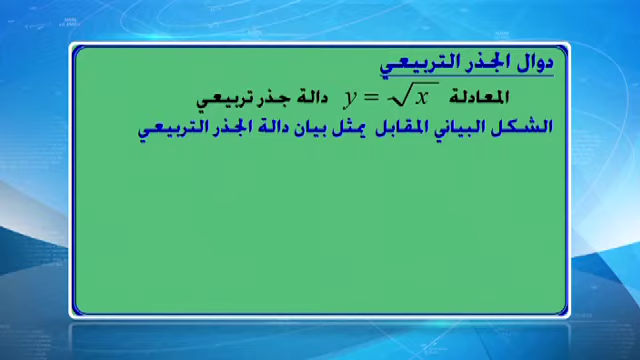 دوال الجذر التربيعي
المعادلة y = √x دالة جذر تربيعي
الشكل البياني المقابل يمثل بيان دالة الجذر التربيعي